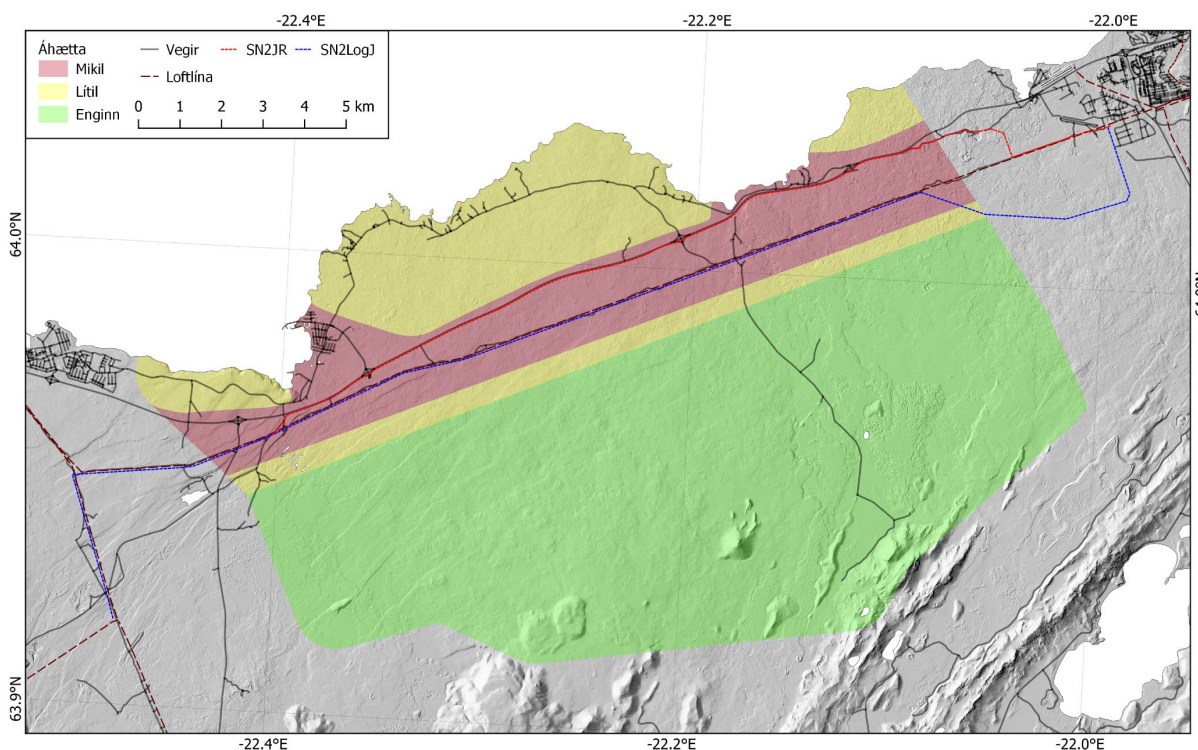 -22.4°E
-22.2°E
-22.0°E
Áhætta
Mikil
Lítil
Enginn
Vegir
SN2JR
SN2LogJ
Loftlína
0 1 2 3 4 5 km
64.0°N
63.9°N
-22.4°E
-22.2°E
-22.0°E